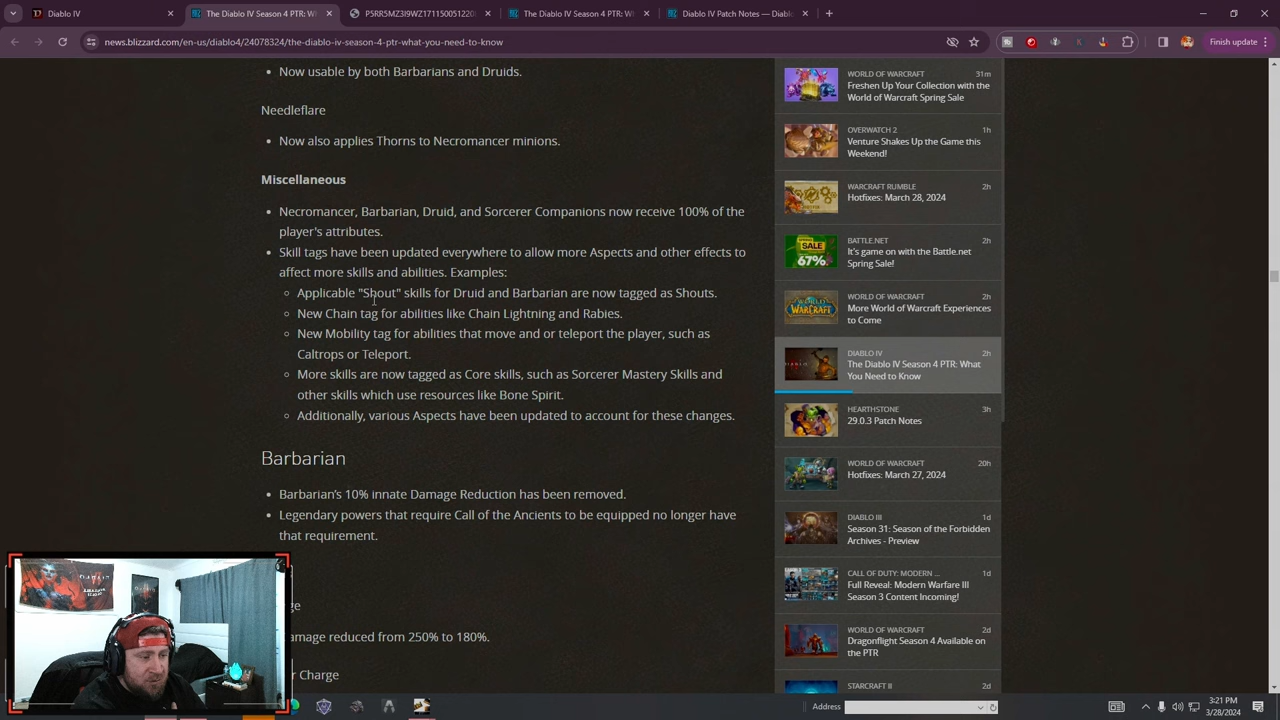 Diablo IV
The Diablo IV Season 4 PTR: W
P5RR5MZ3I9WZ1711500512208
The Diablo IV Season 4 PTR: W
Diablo IV Patch Notes — Diablo
news.blizzard.com/en-us/diablo4/24078324/the-diablo-iv-season-4-ptr-what-you-need-to-know
Finish update
Now usable by both Barbarians and Druids.
Needleflare
Now also applies Thorns to Necromancer minions.
Miscellaneous
Necromancer, Barbarian, Druid, and Sorcerer Companions now receive 100% of the
player's attributes.
Skill tags have been updated everywhere to allow more Aspects and other effects to
affect more skills and abilities. Examples:
Applicable "Shout" skills for Druid and Barbarian are now tagged as Shouts.
New Chain tag for abilities like Chain Lightning and Rabies.
New Mobility tag for abilities that move and or teleport the player, such as
Caltrops or Teleport.
More skills are now tagged as Core skills, such as Sorcerer Mastery Skills and
other skills which use resources like Bone Spirit.
Additionally, various Aspects have been updated to account for these changes.
Barbarian
Barbarian's 10% innate Damage Reduction has been removed.
Legendary powers that require Call of the Ancients to be equipped no longer have
that requirement.
amage reduced from 250% to 180%.
r Charge
WORLD OF WARCRAFT 31m
Freshen Up Your Collection with the
World of Warcraft Spring Sale
OVERWATCH 2 1h
Venture Shakes Up the Game this
Weekend!
WARCRAFT RUMBLE 2h
Hotfixes: March 28, 2024
SALE
67%
BATTLE.NET 2h
It's game on with the Battle.net
Spring Sale!
WORLD OF WARCRAFT 2h
More World of Warcraft Experiences
to Come
DIABLO IV 2h
The Diablo IV Season 4 PTR: What
You Need to Know
HEARTHSTONE 3h
29.0.3 Patch Notes
WORLD OF WARCRAFT 20h
Hotfixes: March 27, 2024
DIABLO III 1d
Season 31: Season of the Forbidden
Archives - Preview
CALL OF DUTY: MODERN ... 1d
Full Reveal: Modern Warfare III
Season 3 Content Incoming!
WORLD OF WARCRAFT 2d
Dragonflight Season 4 Available on
the PTR
STARCRAFT II 2d
Address
3:21 PM
3/28/2024